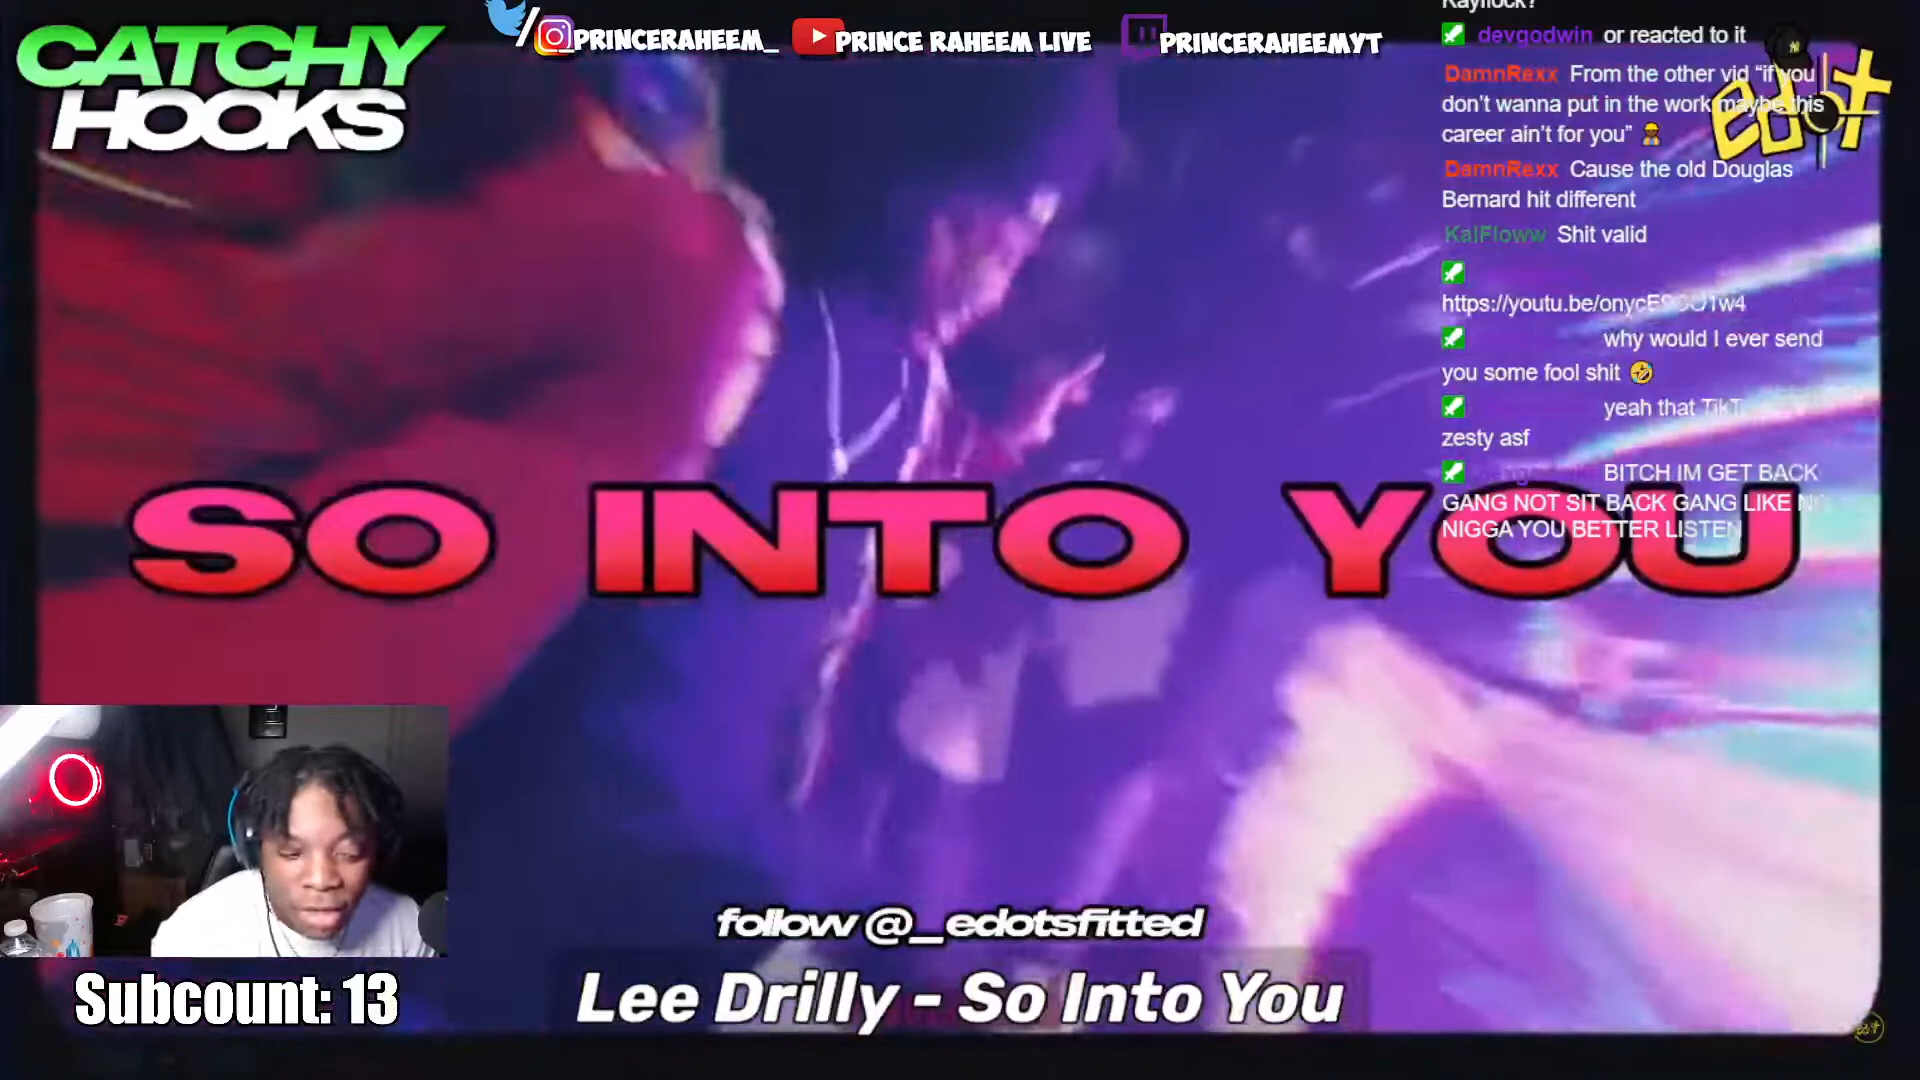 CATCHY
HOOKS
PRINCERAHEEM_
PRINCE RAHEEM LIVE
PRINCERAHEEMYT
edot
devgodwin or reacted to it
DamnRexx From the other vid “if you
don’t wanna put in the work maybe this
career ain’t for you”
DamnRexx Cause the old Douglas
Bernard hit different
KalFloww Shit valid
why would I ever send
you some fool shit
yeah that
zesty asf
BITCH IM GET BACK
GANG NOT SIT BACK GANG LIKE
NIGGA YOU BETTER LISTEN
SO INTO YOU
follow @_edotsfitted
Lee Drilly - So Into You
Subcount: 13